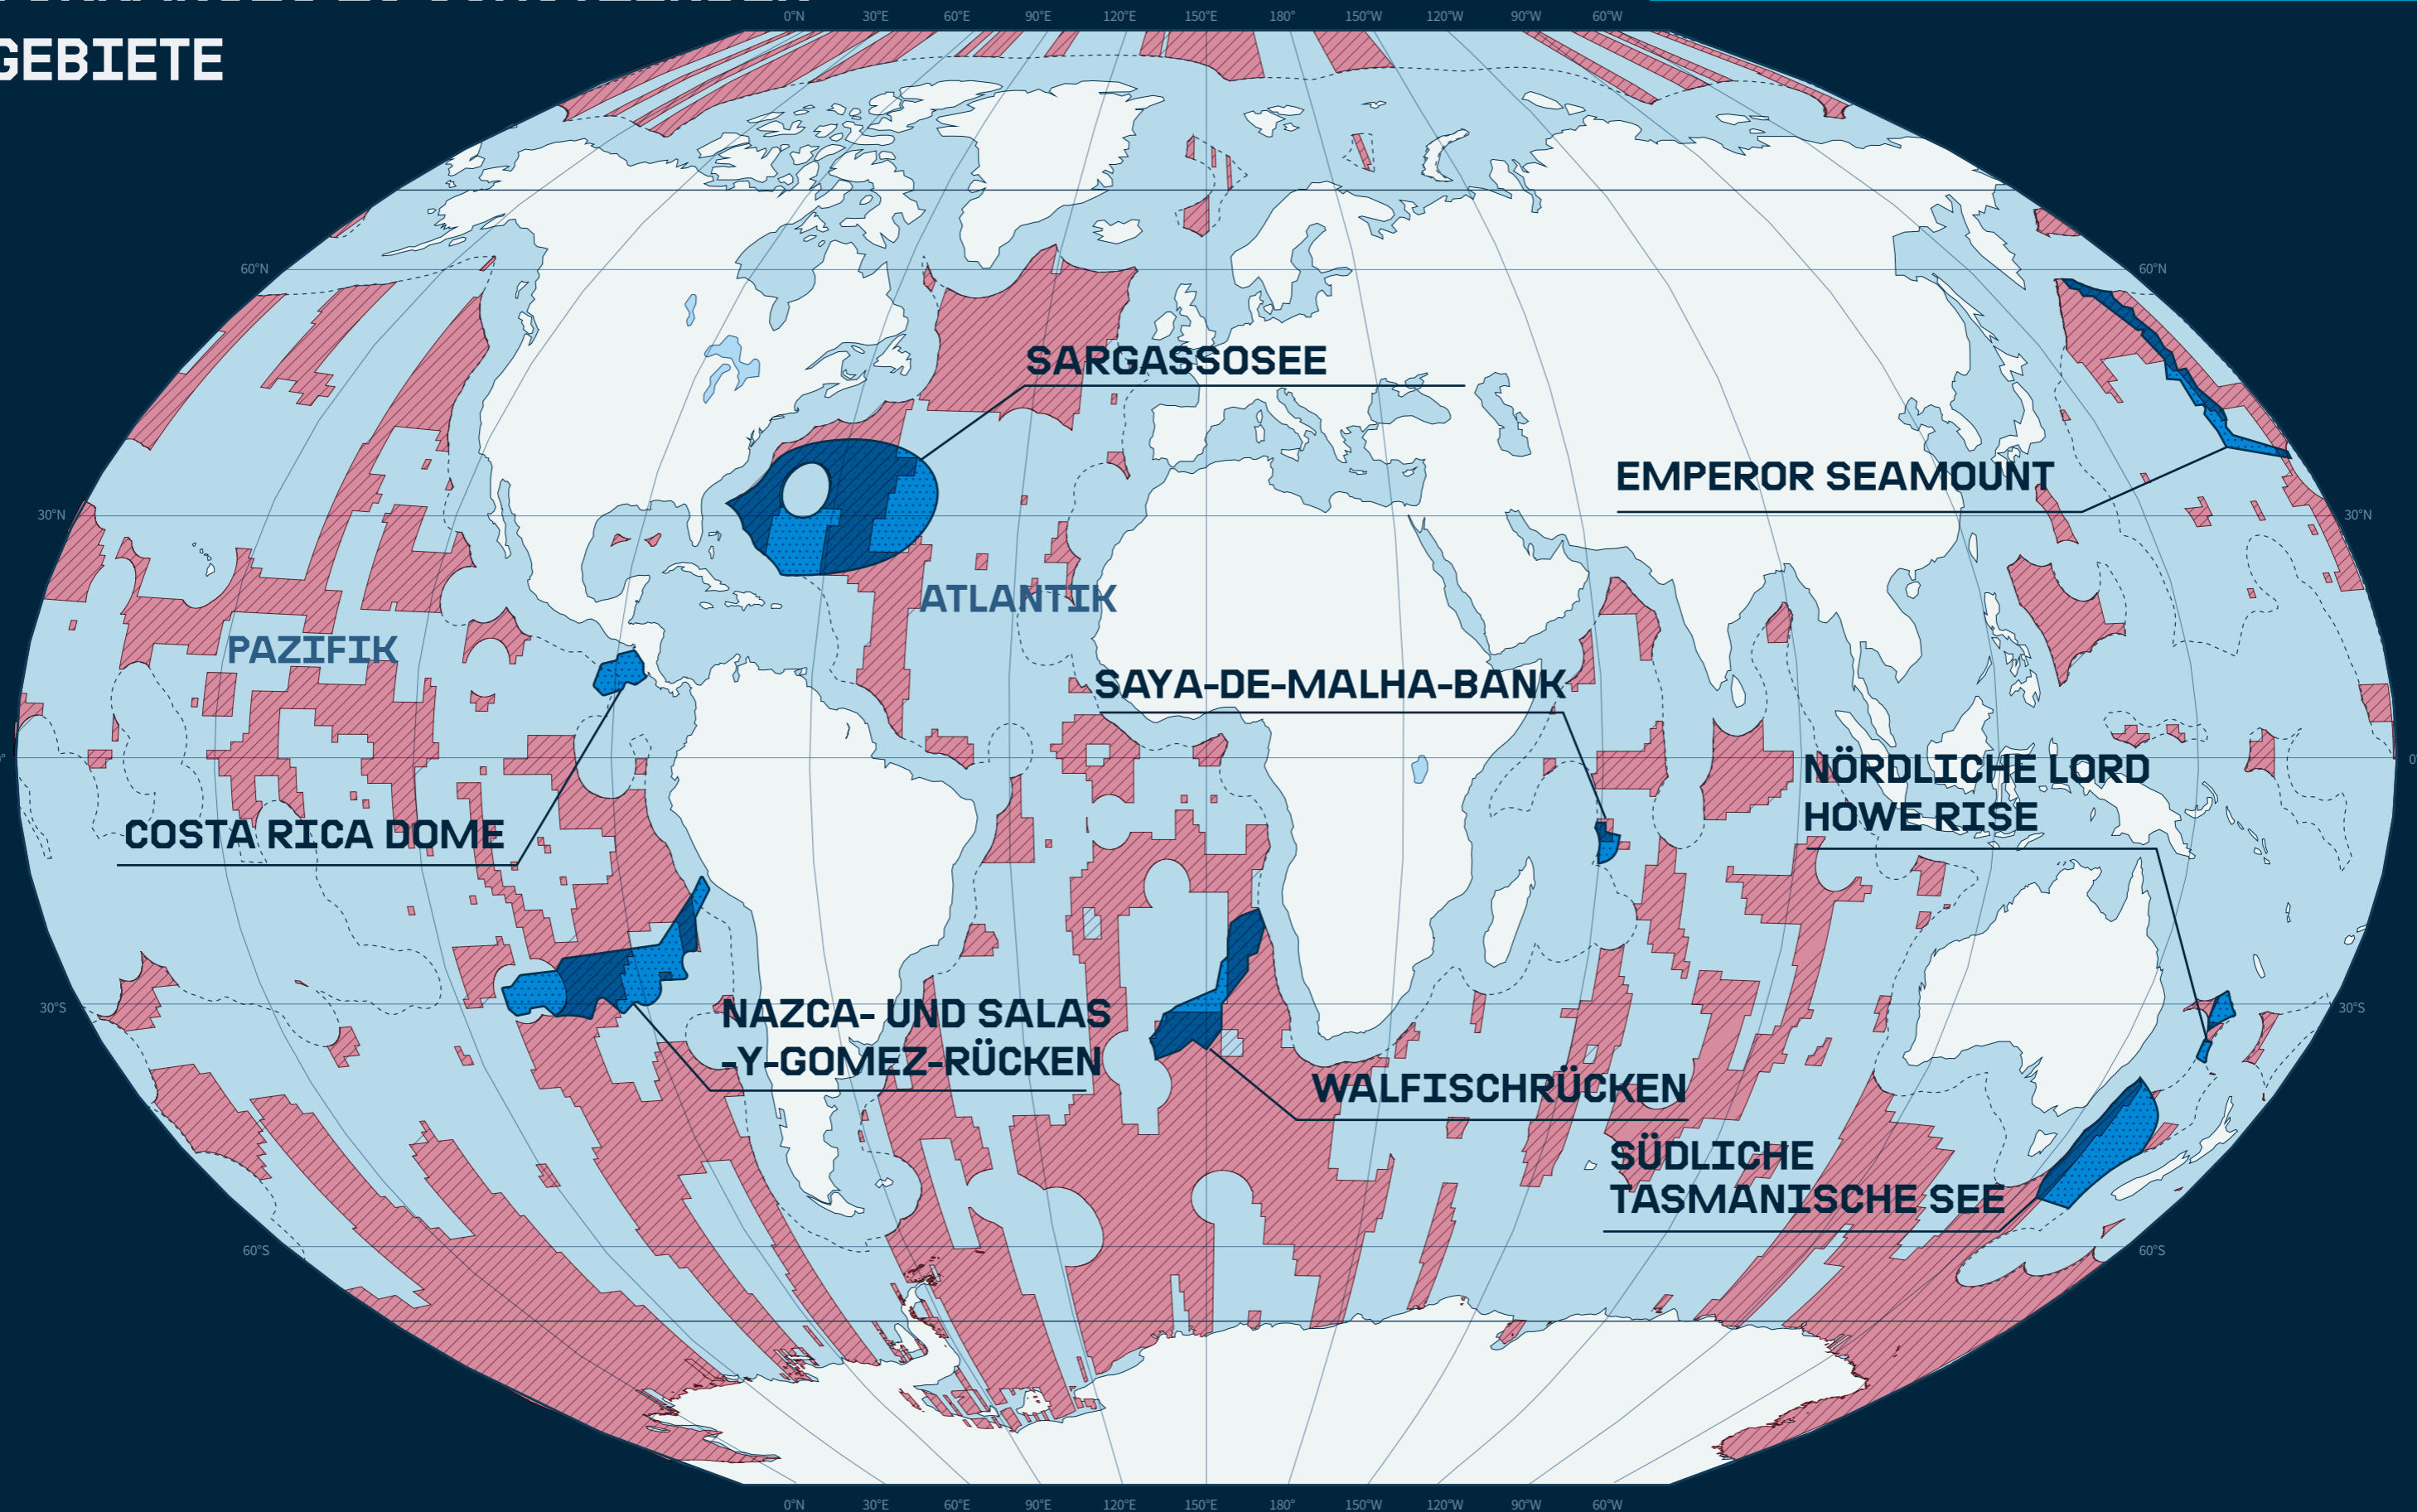 GEBIETE
0°N 30°E 60°E 90°E 120°E 150°E 180° 150°W 120°W 90°W 60°W
60°N
60°N
SARGASSOSEE
EMPEROR SEAMOUNT
30°N
30°N
ATLANTIK
PAZIFIK
SAYA-DE-MALHA-BANK
NÖRDLICHE LORD
HOWE RISE
COSTA RICA DOME
30°S
30°S
NAZCA- UND SALAS
-Y-GOMEZ-RÜCKEN
WALFISCHRÜCKEN
SÜDLICHE
TASMANISCHE SEE
60°S
60°S
0°N 30°E 60°E 90°E 120°E 150°E 180° 150°W 120°W 90°W 60°W